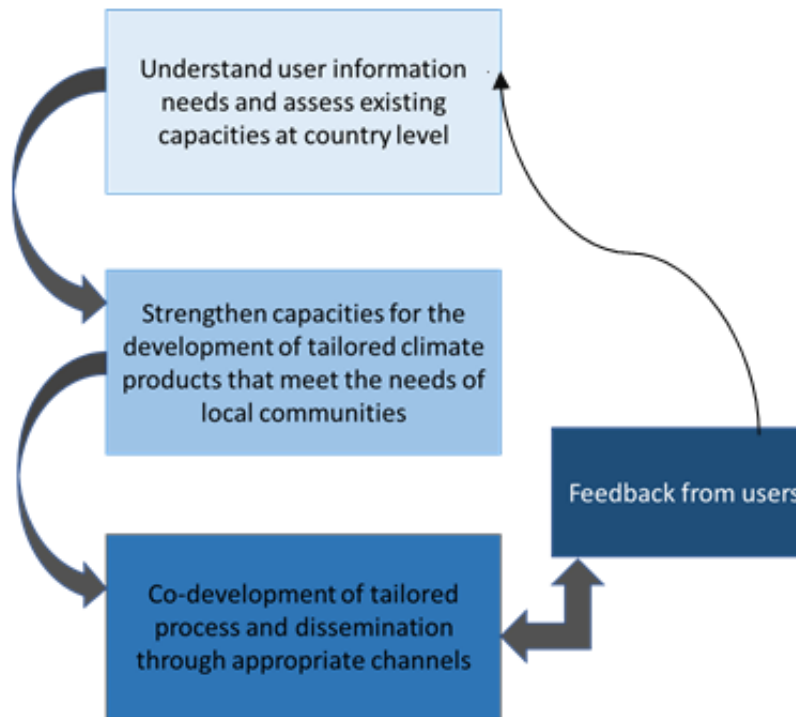 Understand user information
needs and assess existing
capacities at country level
Strengthen capacities for the
development of tailored climate
products that meet the needs of
local communities
Feedback from users
Co-development of tailored
process and dissemination
through appropriate channels